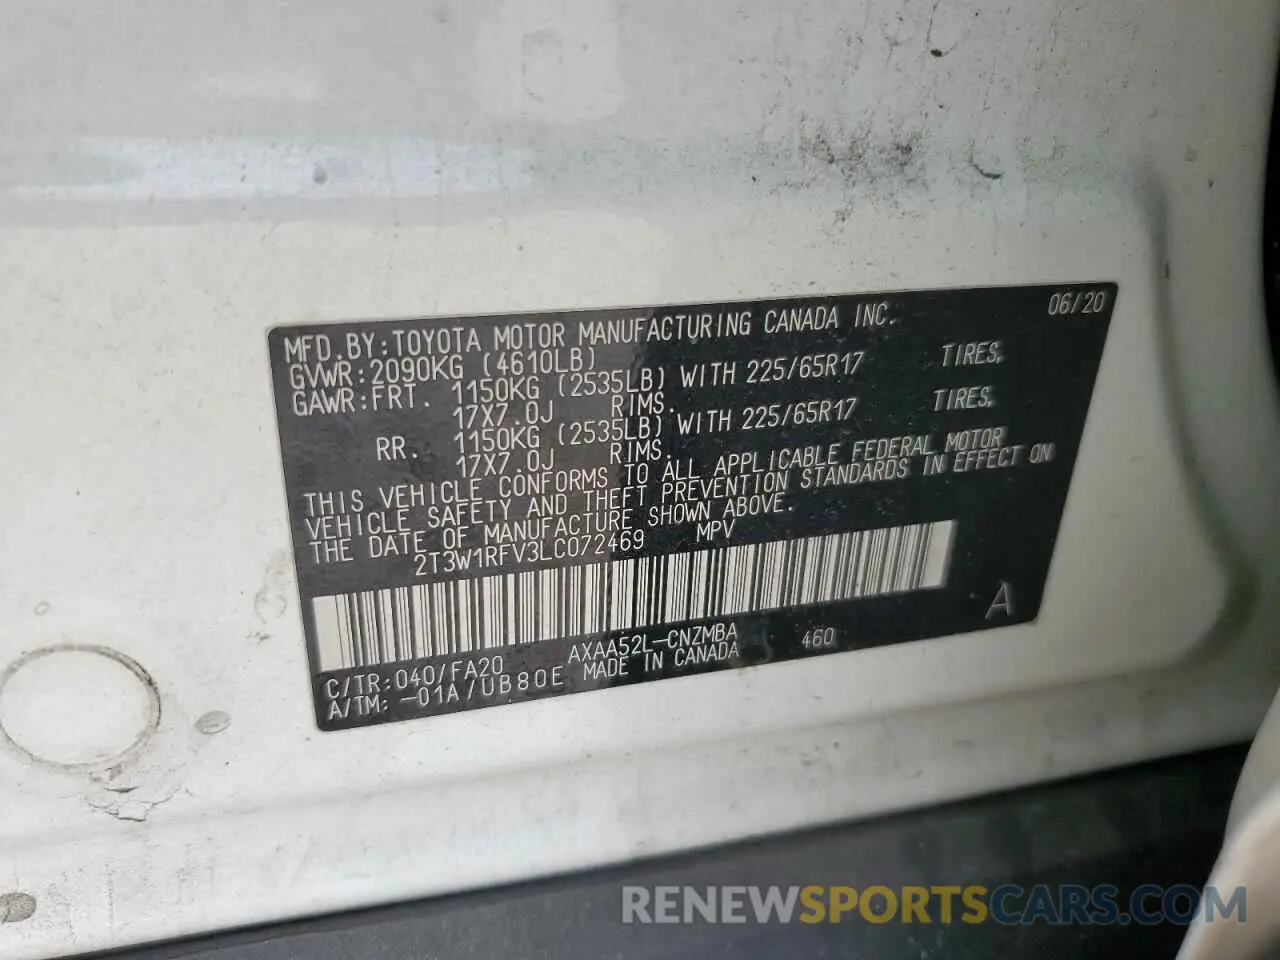 MFD.BY:TOYOTA MOTOR MANUFACTURING CANADA INC. 06/20
GVWR:2090KG (4610LB)
GAWR:FRT. 1150KG (2535LB) WITH 225/65R17 TIRES,
17X7.0J RIMS.
RR. 1150KG (2535LB) WITH 225/65R17 TIRES,
17X7.0J RIMS.
THIS VEHICLE CONFORMS TO ALL APPLICABLE FEDERAL MOTOR
VEHICLE SAFETY AND THEFT PREVENTION STANDARDS IN EFFECT ON
THE DATE OF MANUFACTURE SHOWN ABOVE.
2T3W1RFV3LC072469 MPV
A
C/TR:040/FA20 AXAA52L-CNZMBA 460
A/TM: -01A/UB80E MADE IN CANADA
RENEWSPORTSCARS.COM